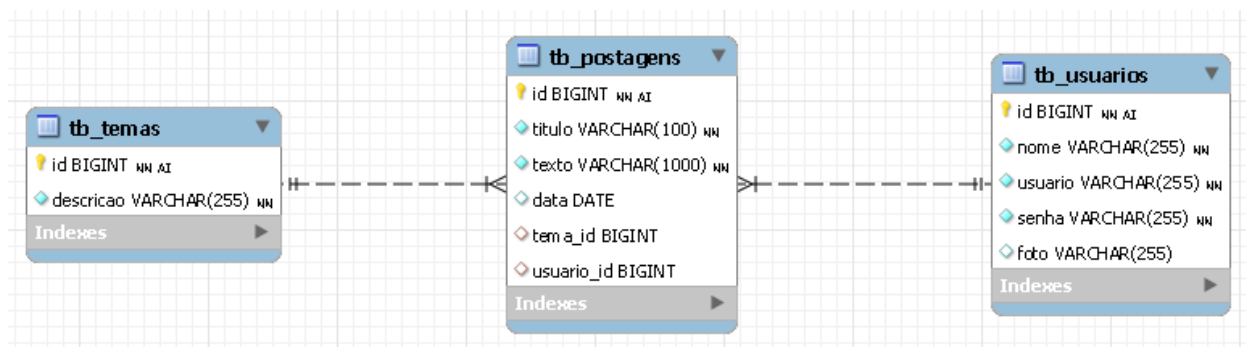 tb_temas
id BIGINT NN AI
descricao VARCHAR(255) NN
Indexes
tb_postagens
id BIGINT NN AI
titulo VARCHAR(100) NN
texto VARCHAR(1000) NN
data DATE
tema_id BIGINT
usuario_id BIGINT
Indexes
tb_usuarios
id BIGINT NN AI
nome VARCHAR(255) NN
usuario VARCHAR(255) NN
senha VARCHAR(255) NN
foto VARCHAR(255)
Indexes